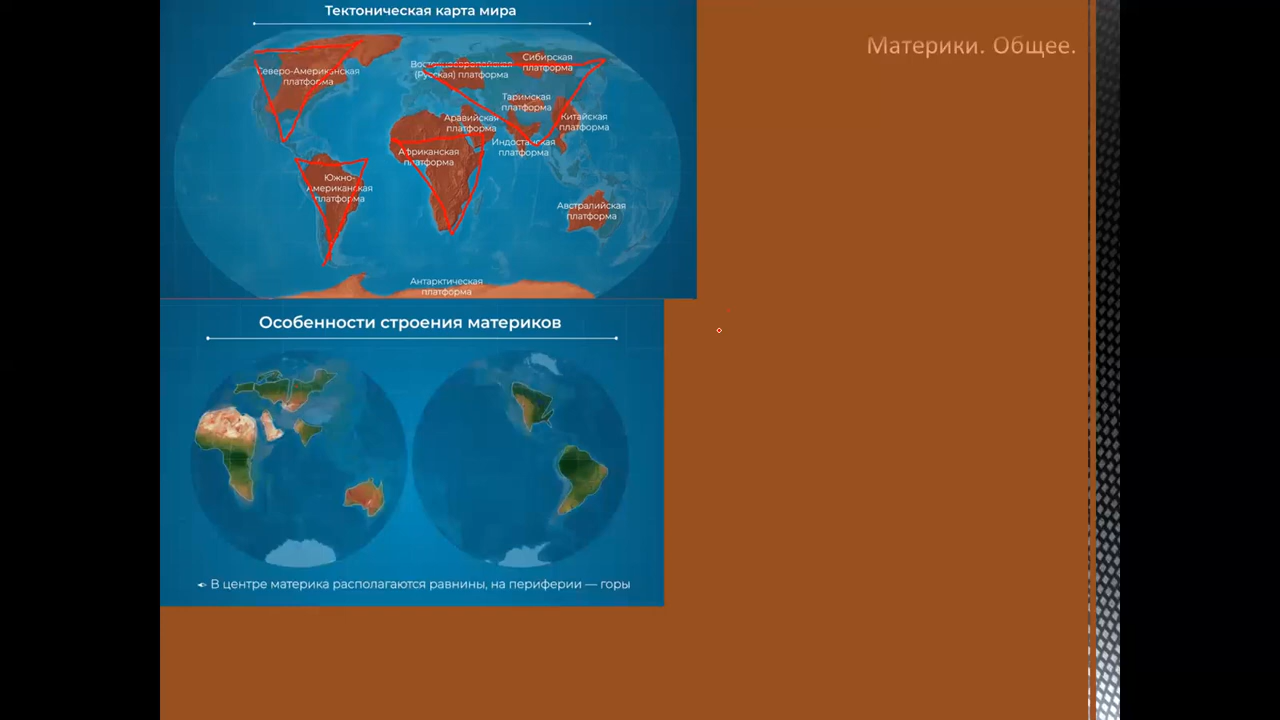 Тектоническая карта мира
Материки. Общее.
Северо-Американская
платформа
Восточноевропейская
(Русская) платформа
Сибирская
платформа
Таримская
платформа
Аравийская
платформа
Китайская
платформа
Индостанская
платформа
Африканская
платформа
Южно-
Американская
платформа
Австралийская
платформа
Антарктическая
платформа
Особенности строения материков
В центре материка располагаются равнины, на периферии — горы